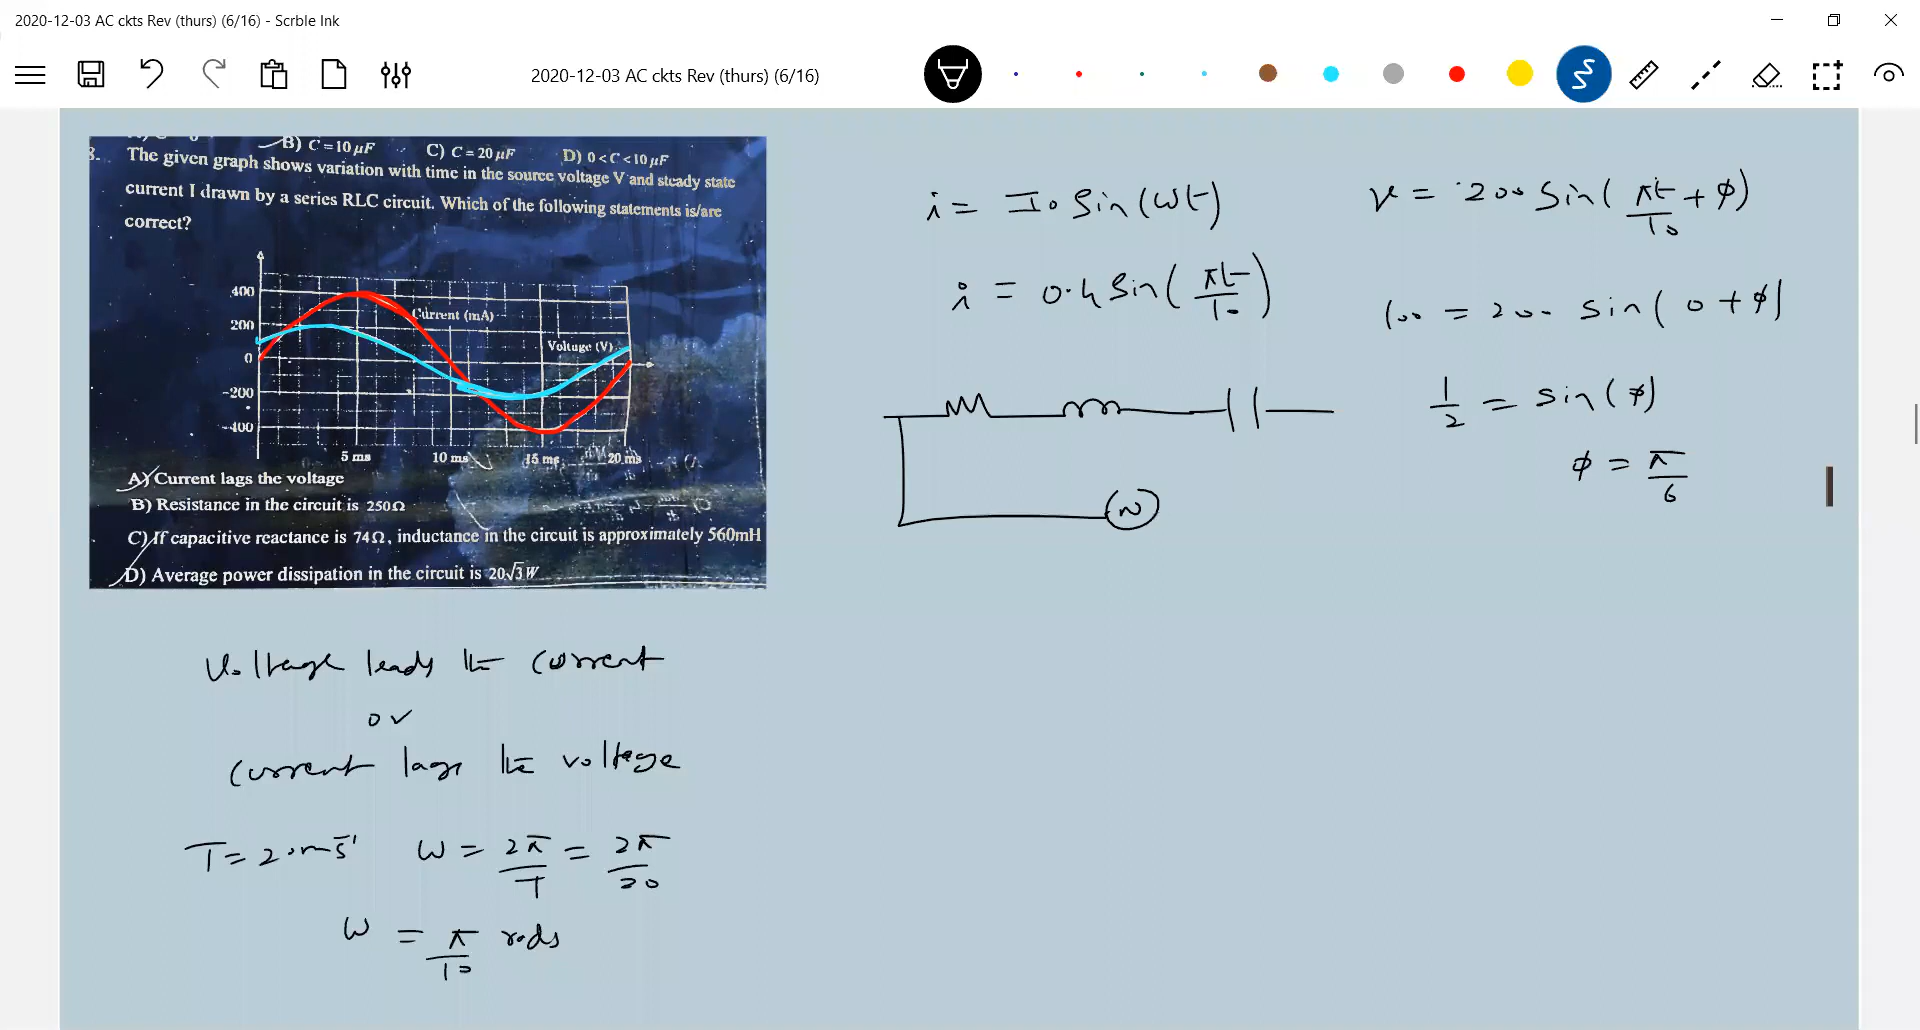 2020-12-03 AC ckts Rev (thurs) (6/16) - Scrble Ink
2020-12-03 AC ckts Rev (thurs) (6/16)
B) C = 10 μF C) C = 20 μF D) 0 < C < 10 μF
8. The given graph shows variation with time in the source voltage V and steady state
current I drawn by a series RLC circuit. Which of the following statements is/are
correct?
400
200
0
-200
-400
Current (mA)
Voltage (V)
5 ms 10 ms 15 ms 20 ms
A) Current lags the voltage
B) Resistance in the circuit is 250Ω
C) If capacitive reactance is 74Ω, inductance in the circuit is approximately 560mH
D) Average power dissipation in the circuit is 20√3 W
Voltage leads the current
or
current lags the voltage
T = 20ms⁻¹ ω = 2π/T = 2π/20
ω = π/10 rads
i = I₀ sin(ωt)
i = 0.4 sin(πt/10)
v = 200 sin(πt/10 + φ)
100 = 200 sin(0 + φ)
1/2 = sin(φ)
φ = π/6